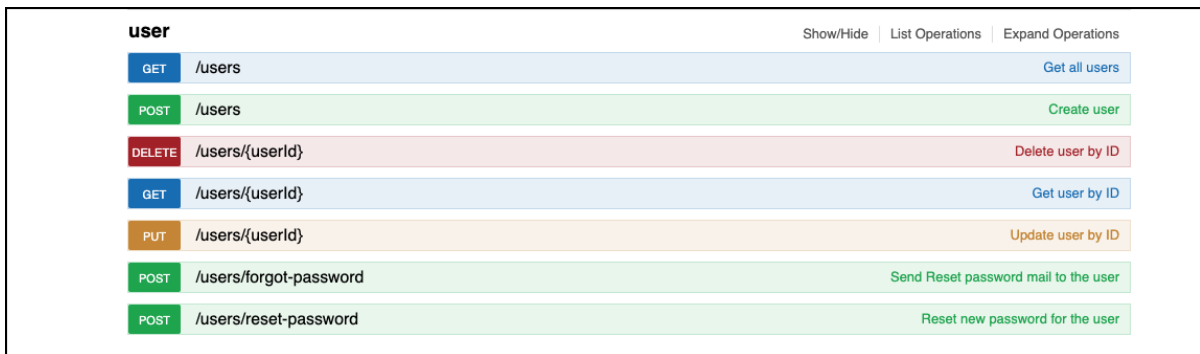 user Show/Hide List Operations Expand Operations
GET /users Get all users
POST /users Create user
DELETE /users/{userId} Delete user by ID
GET /users/{userId} Get user by ID
PUT /users/{userId} Update user by ID
POST /users/forgot-password Send Reset password mail to the user
POST /users/reset-password Reset new password for the user